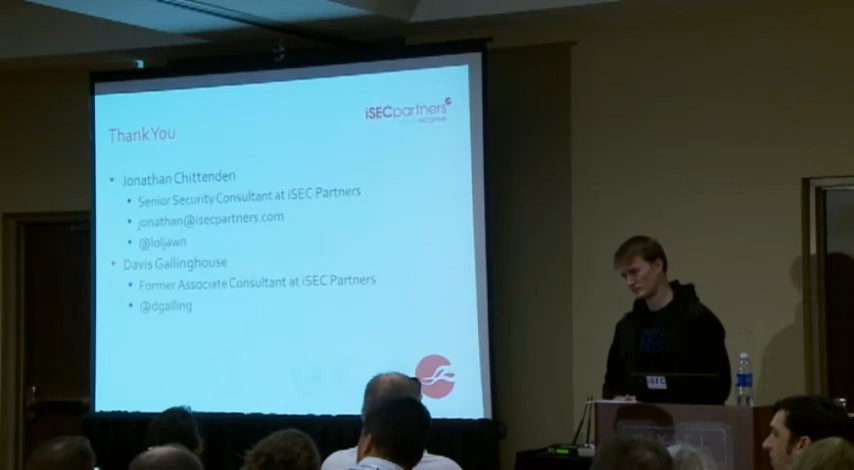 iSECpartners
Thank You
Jonathan Chittenden
Senior Security Consultant at iSEC Partners
jonathan@isecpartners.com
@loljawn
Davis Gallinghouse
Former Associate Consultant at iSEC Partners
@dgalling
iSEC